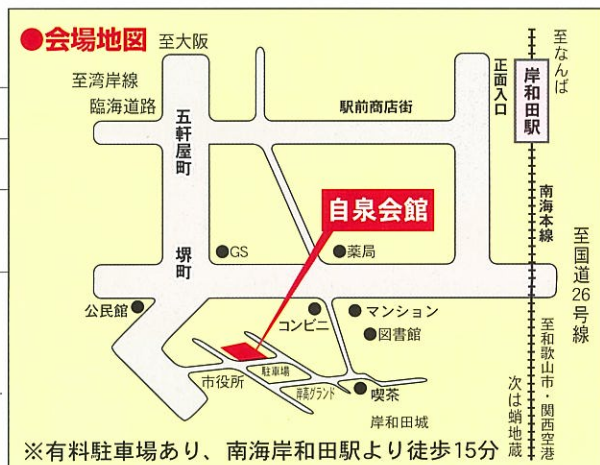 ●会場地図
至大阪
至湾岸線
臨海道路
五軒屋町
駅前商店街
正面入口
至なんば
岸和田駅
南海本線
自泉会館
至国道26号線
堺町
GS
薬局
公民館
コンビニ
マンション
図書館
市役所
駐車場
岸高グランド
喫茶
岸和田城
至和歌山市・関西空港
次は蛸地蔵
※有料駐車場あり、南海岸和田駅より徒歩15分